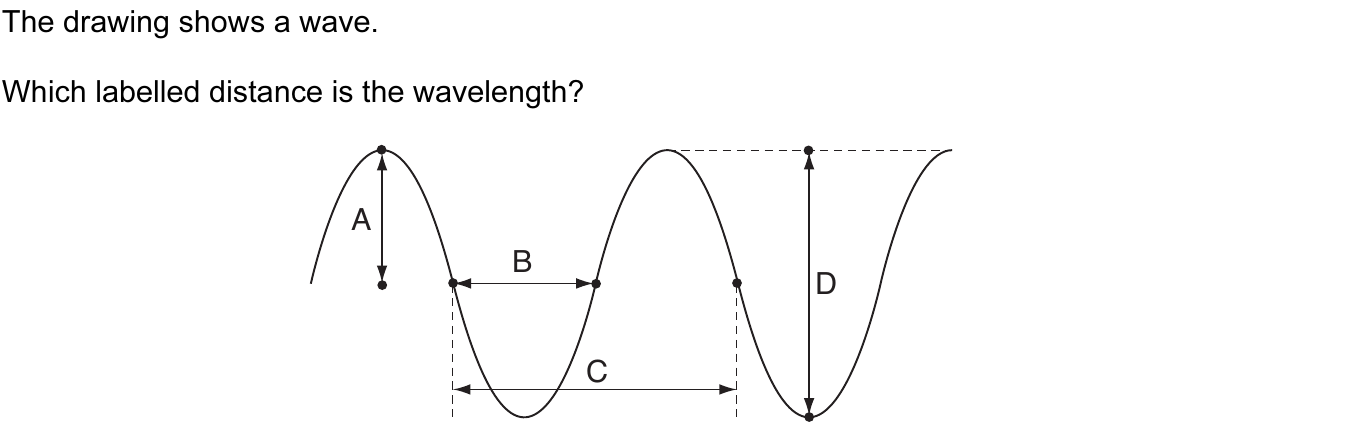 The drawing shows a wave.
Which labelled distance is the wavelength?
A
B
D
C